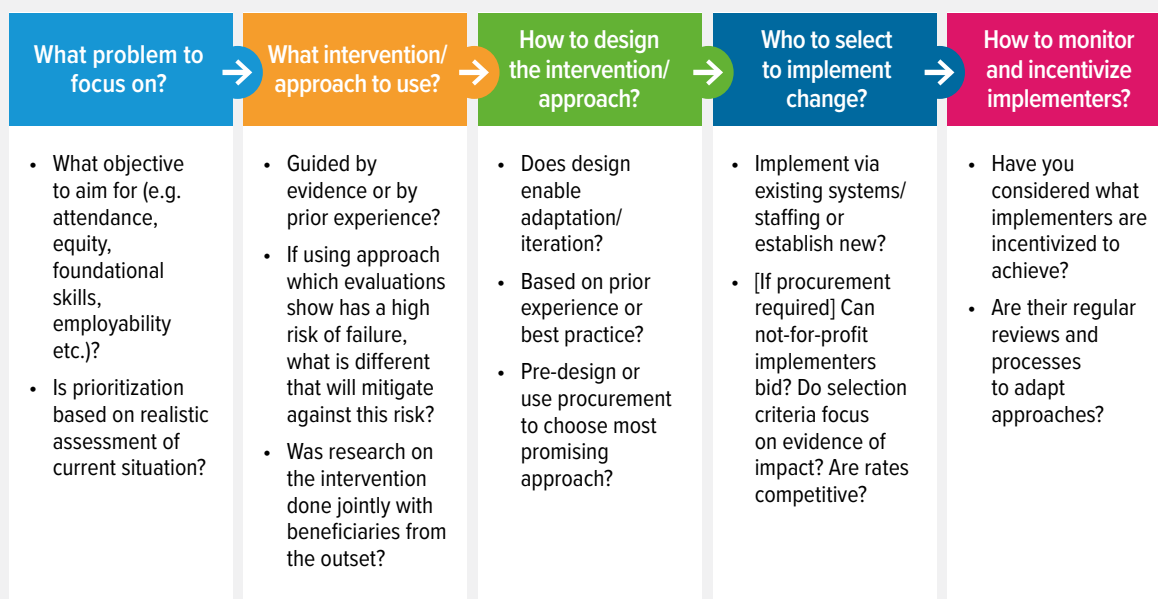 What problem to
focus on?
What intervention/
approach to use?
How to design
the intervention/
approach?
Who to select
to implement
change?
How to monitor
and incentivize
implementers?
• What objective
to aim for (e.g.
attendance,
equity,
foundational
skills,
employability
etc.)?
• Is prioritization
based on realistic
assessment of
current situation?
• Guided by
evidence or by
prior experience?
• If using approach
which evaluations
show has a high
risk of failure,
what is different
that will mitigate
against this risk?
• Was research on
the intervention
done jointly with
beneficiaries from
the outset?
• Does design
enable
adaptation/
iteration?
• Based on prior
experience or
best practice?
• Pre-design or
use procurement
to choose most
promising
approach?
• Implement via
existing systems/
staffing or
establish new?
• [If procurement
required] Can
not-for-profit
implementers
bid? Do selection
criteria focus
on evidence of
impact? Are rates
competitive?
• Have you
considered what
implementers are
incentivized to
achieve?
• Are their regular
reviews and
processes
to adapt
approaches?